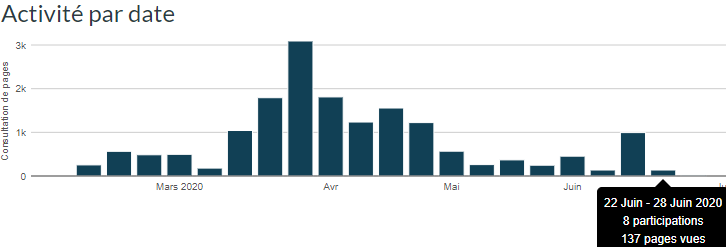 Activité par date
Consultation de pages
3k
2k
1k
0
Mars 2020
Avr
Mai
Juin
22 Juin - 28 Juin 2020
8 participations
137 pages vues